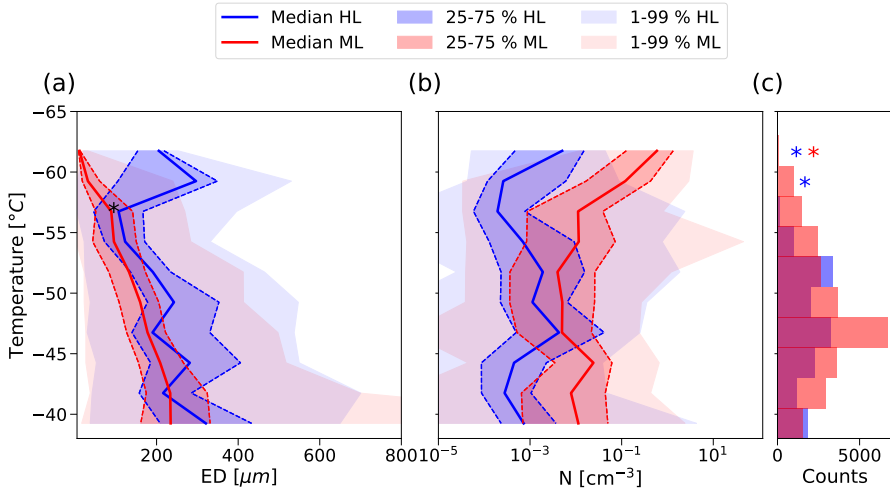 Median HL 25-75 % HL 1-99 % HL
Median ML 25-75 % ML 1-99 % ML
(a) (b) (c)
−65
−60
−55
−50
−45
−40
Temperature [°C]
200 400 600 800
ED [μm]
10−5 10−3 10−1 101
N [cm−3]
0 5000
Counts
* * * *